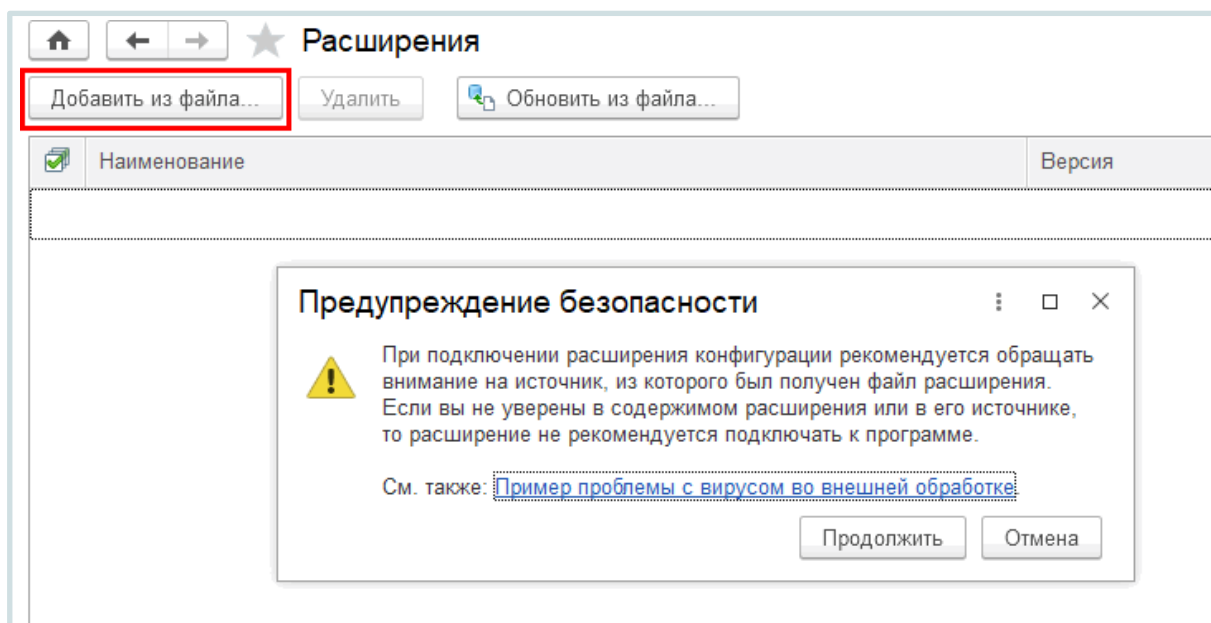 Расширения
Добавить из файла...
Удалить
Обновить из файла...
Наименование
Версия
Предупреждение безопасности
При подключении расширения конфигурации рекомендуется обращать
внимание на источник, из которого был получен файл расширения.
Если вы не уверены в содержимом расширения или в его источнике,
то расширение не рекомендуется подключать к программе.
См. также: Пример проблемы с вирусом во внешней обработке.
Продолжить
Отмена